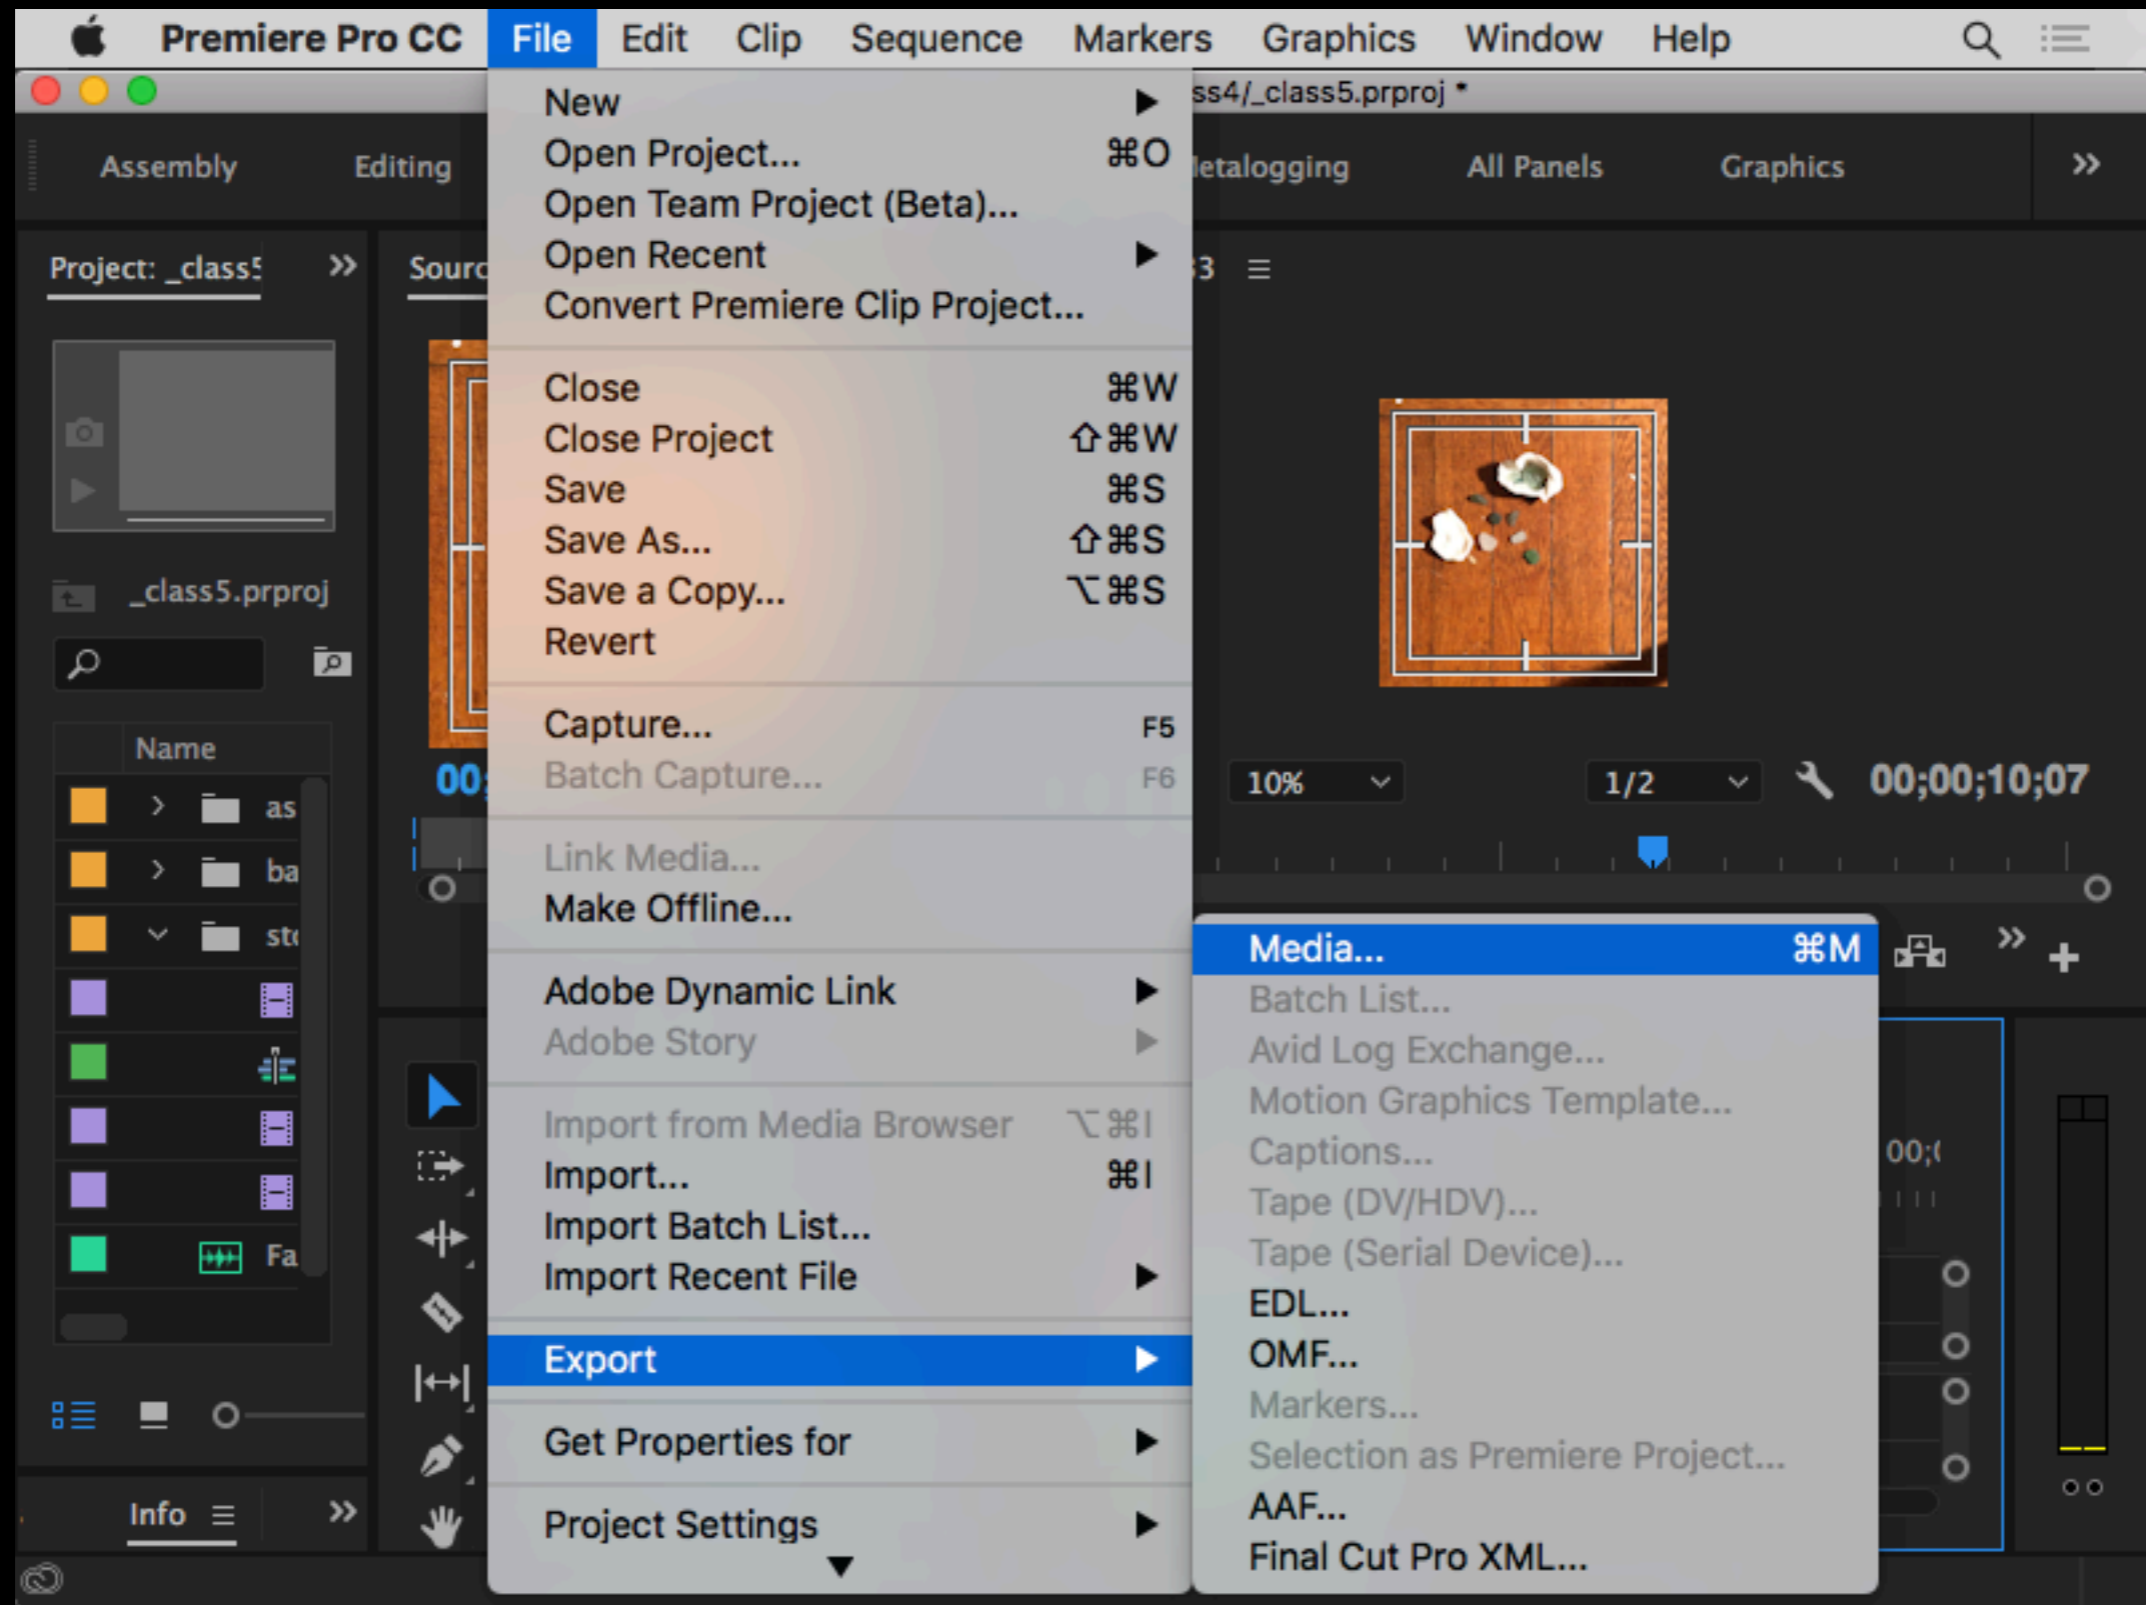 Premiere Pro CC File Edit Clip Sequence Markers Graphics Window Help
ss4/_class5.prproj *
Assembly Editing etalogging All Panels Graphics »
Project: _class5 »
Sourc
33
_class5.prproj
Name
as
ba
sto
Fa
Info »
00;
New
Open Project... ⌘O
Open Team Project (Beta)...
Open Recent
Convert Premiere Clip Project...
Close ⌘W
Close Project ⇧⌘W
Save ⌘S
Save As... ⇧⌘S
Save a Copy... ⌥⌘S
Revert
Capture... F5
Batch Capture... F6
Link Media...
Make Offline...
Adobe Dynamic Link
Adobe Story
Import from Media Browser ⌥⌘I
Import... ⌘I
Import Batch List...
Import Recent File
Export
Get Properties for
Project Settings
10% 1/2 00;00;10;07
Media... ⌘M
Batch List...
Avid Log Exchange...
Motion Graphics Template...
Captions...
Tape (DV/HDV)...
Tape (Serial Device)...
EDL...
OMF...
Markers...
Selection as Premiere Project...
AAF...
Final Cut Pro XML...
00;